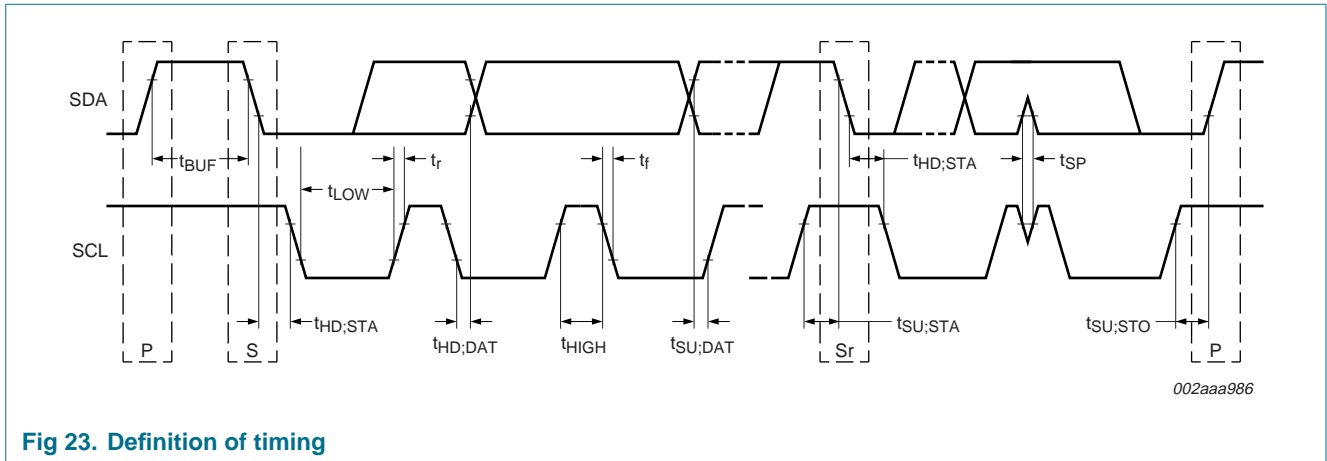 SDA
SCL
tBUF
tLOW
tr
tf
tHD;STA
tSP
tHD;STA
tHD;DAT
tHIGH
tSU;DAT
tSU;STA
tSU;STO
P
S
Sr
P
002aaa986
Fig 23. Definition of timing